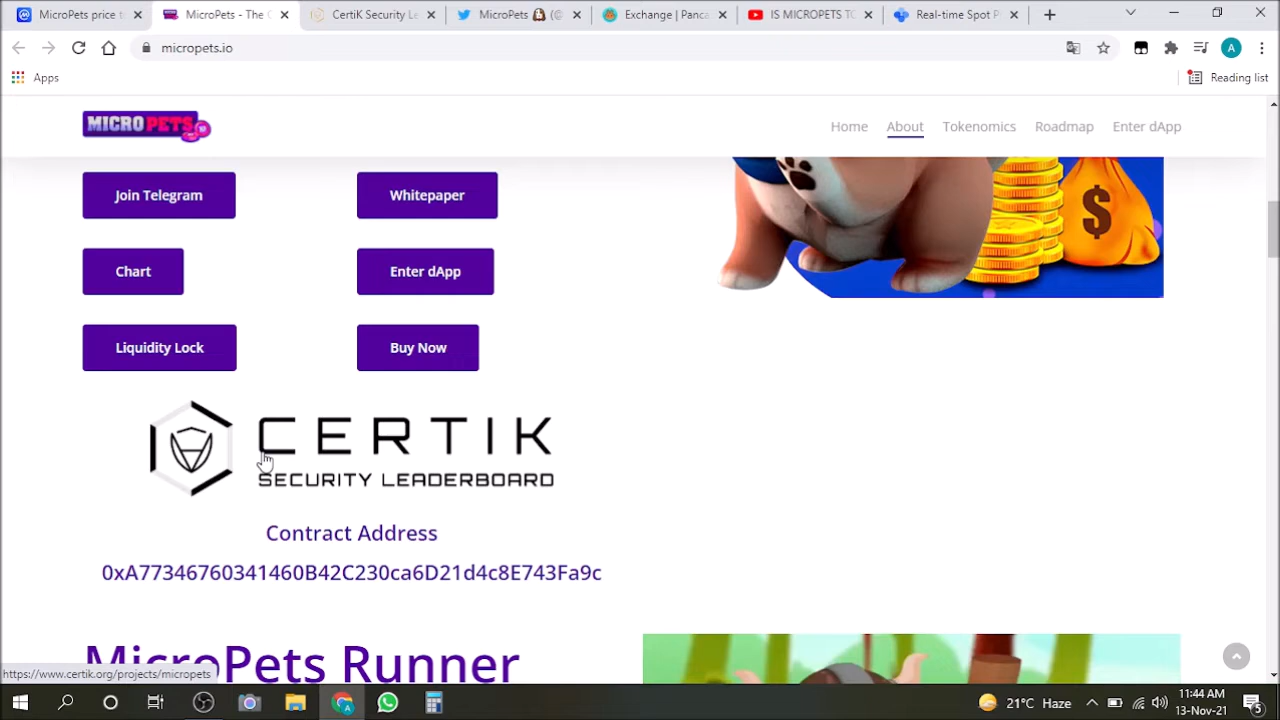 MicroPets price t
MicroPets - The C
CertiK Security Le
MicroPets
Exchange | Panca
IS MICROPETS TO
Real-time Spot P
micropets.io
A
Apps
Reading list
MICROPETS
Home
About
Tokenomics
Roadmap
Enter dApp
Join Telegram
Whitepaper
$
Chart
Enter dApp
Liquidity Lock
Buy Now
CERTIK
SECURITY LEADERBOARD
Contract Address
0xA77346760341460B42C230ca6D21d4c8E743Fa9c
MicroPets Runner
https://www.certik.org/projects/micropets
21°C Haze
11:44 AM
13-Nov-21
5